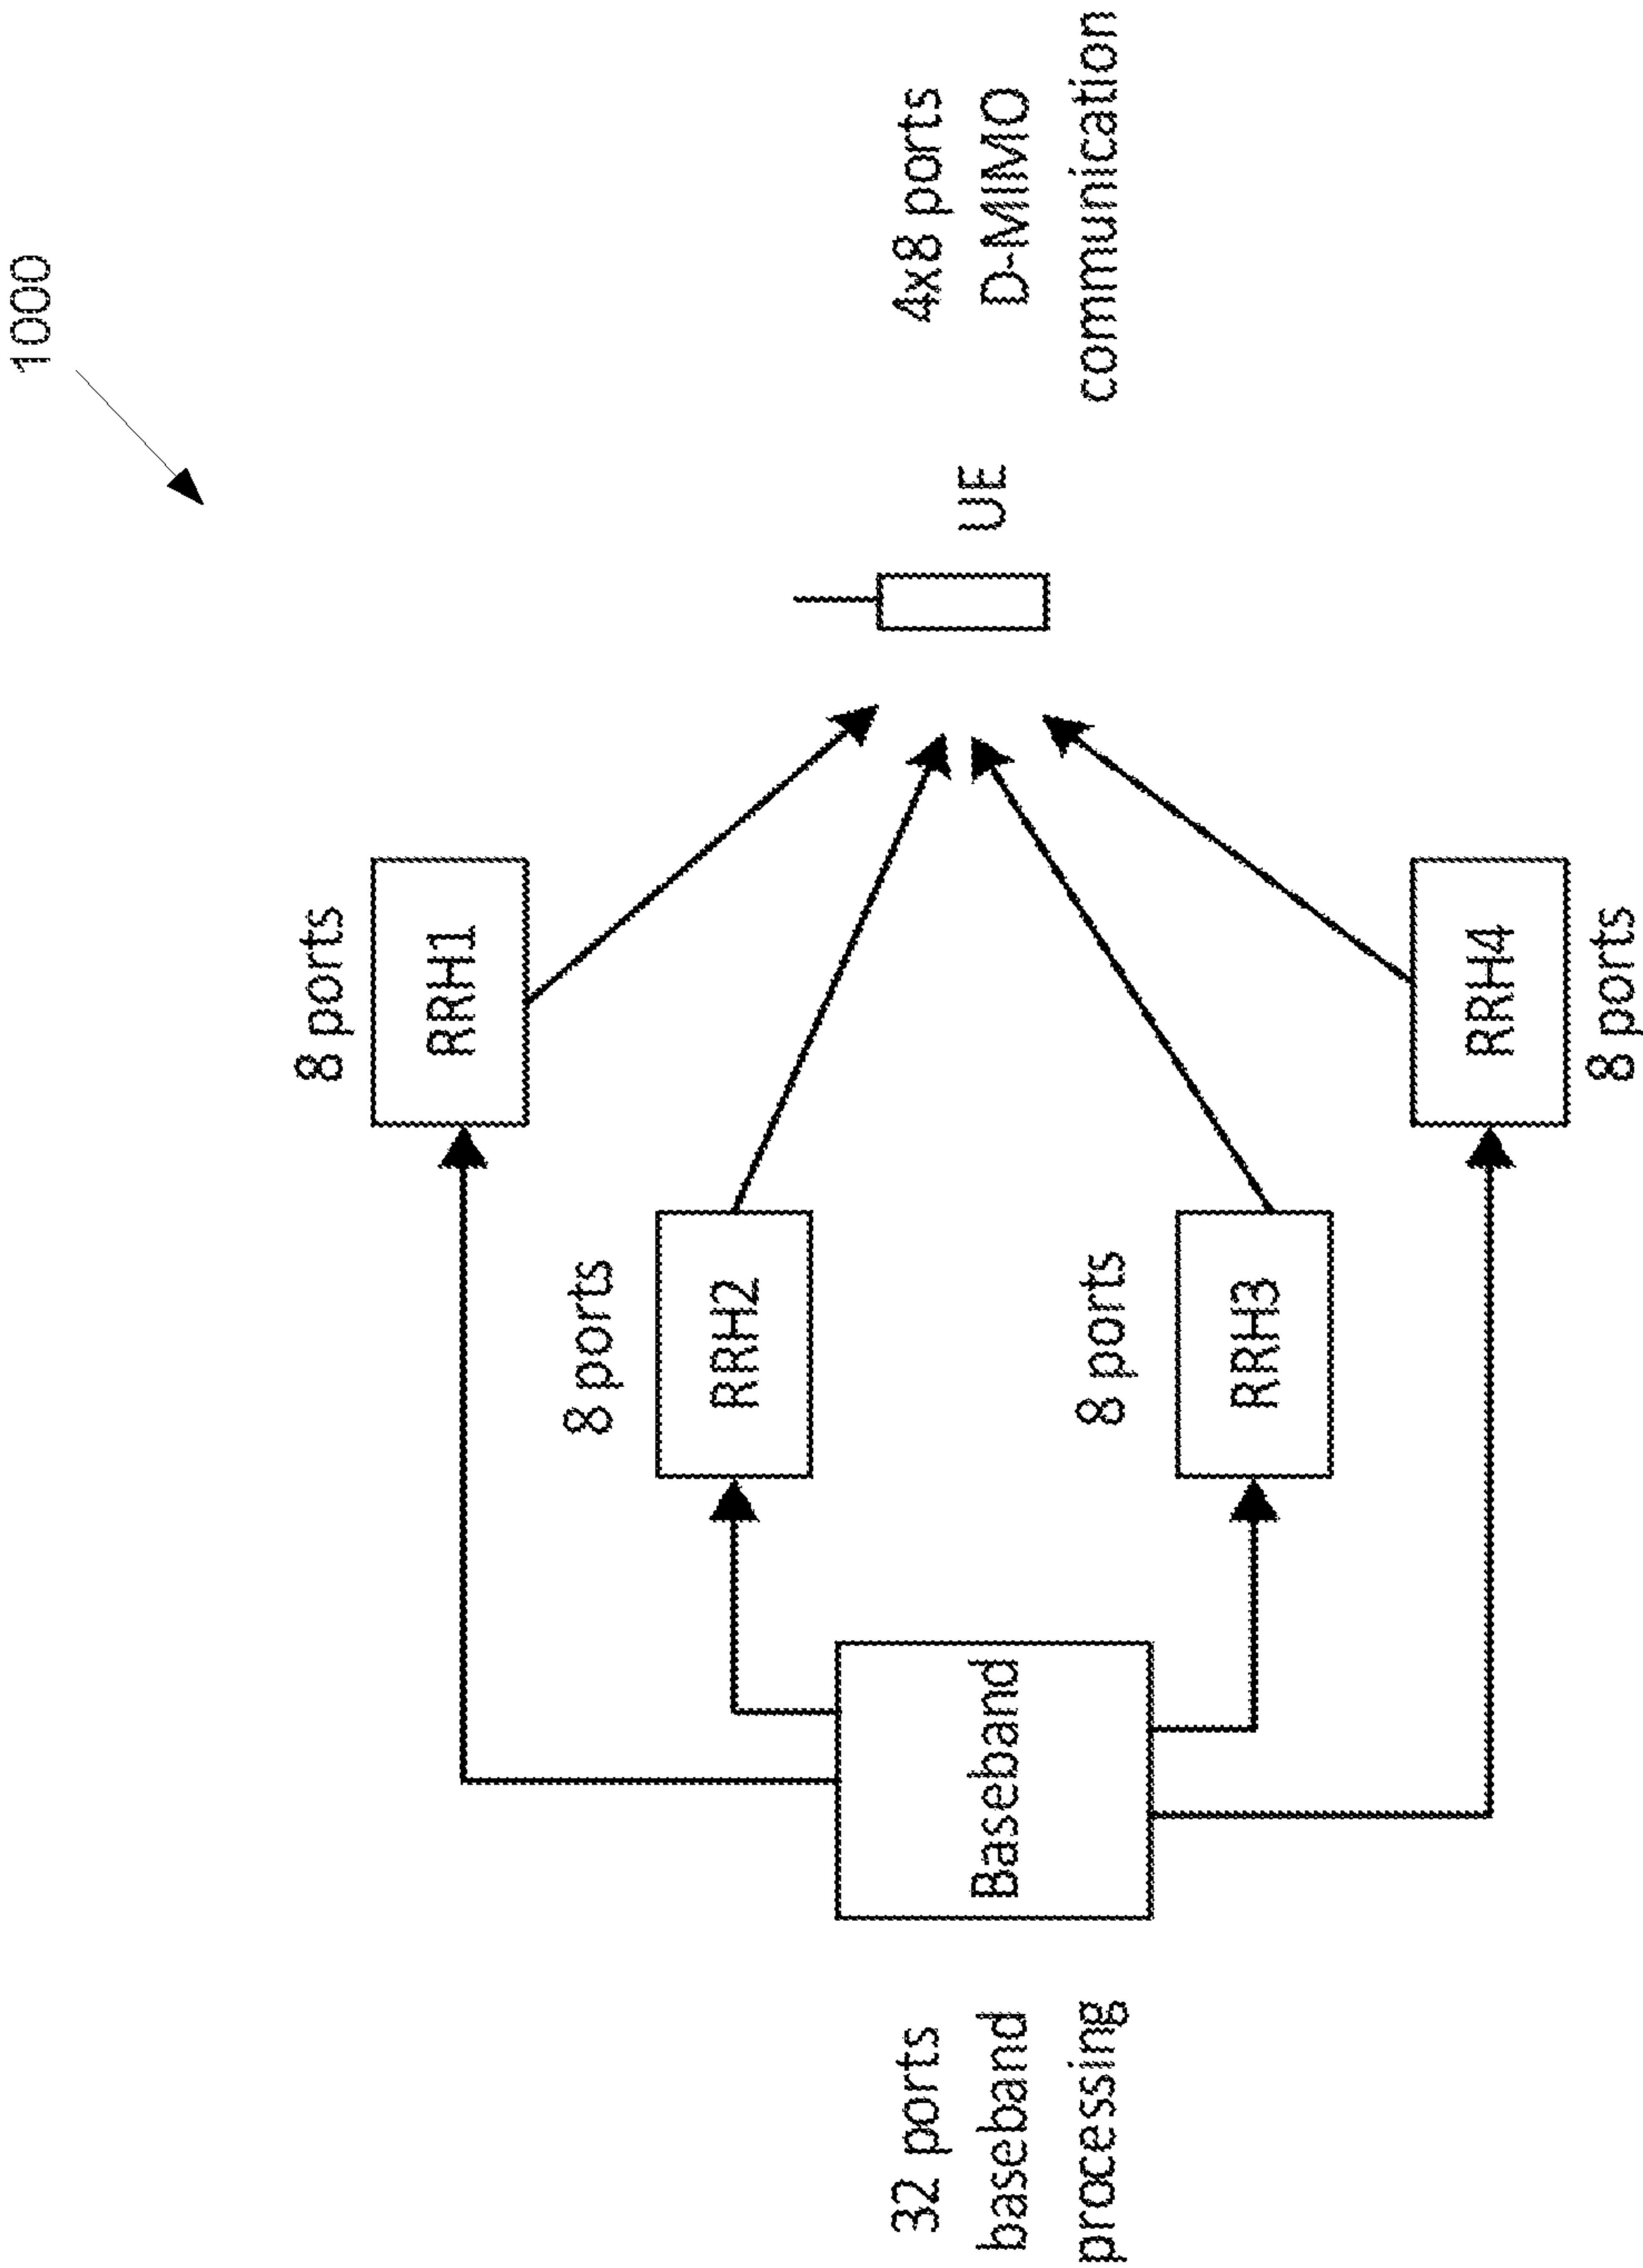 1000
8 ports
RRH1
8 ports
RRH2
32 ports
baseband
processing
Baseband
UE
4x8 ports
D-MIMO
communication
8 ports
RRH3
RRH4
8 ports